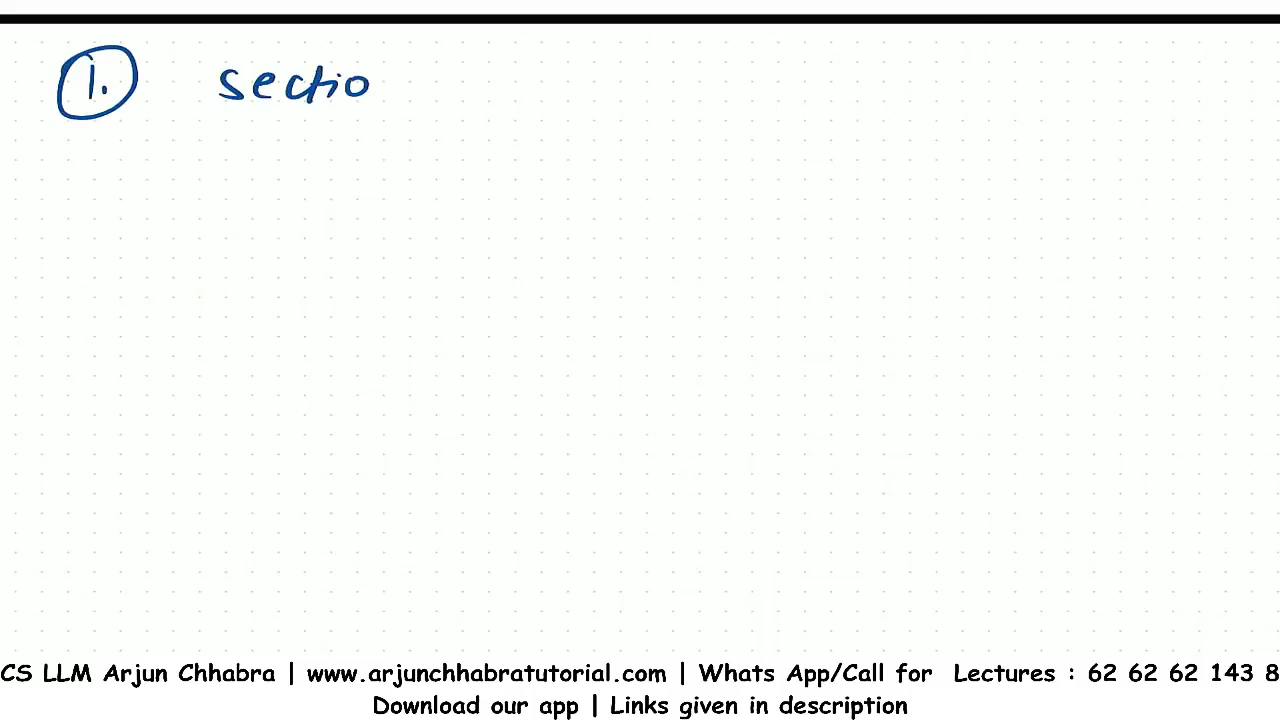 1. sectio
CS LLM Arjun Chhabra | www.arjunchhabratutorial.com | Whats App/Call for Lectures : 62 62 62 143 8
Download our app | Links given in description